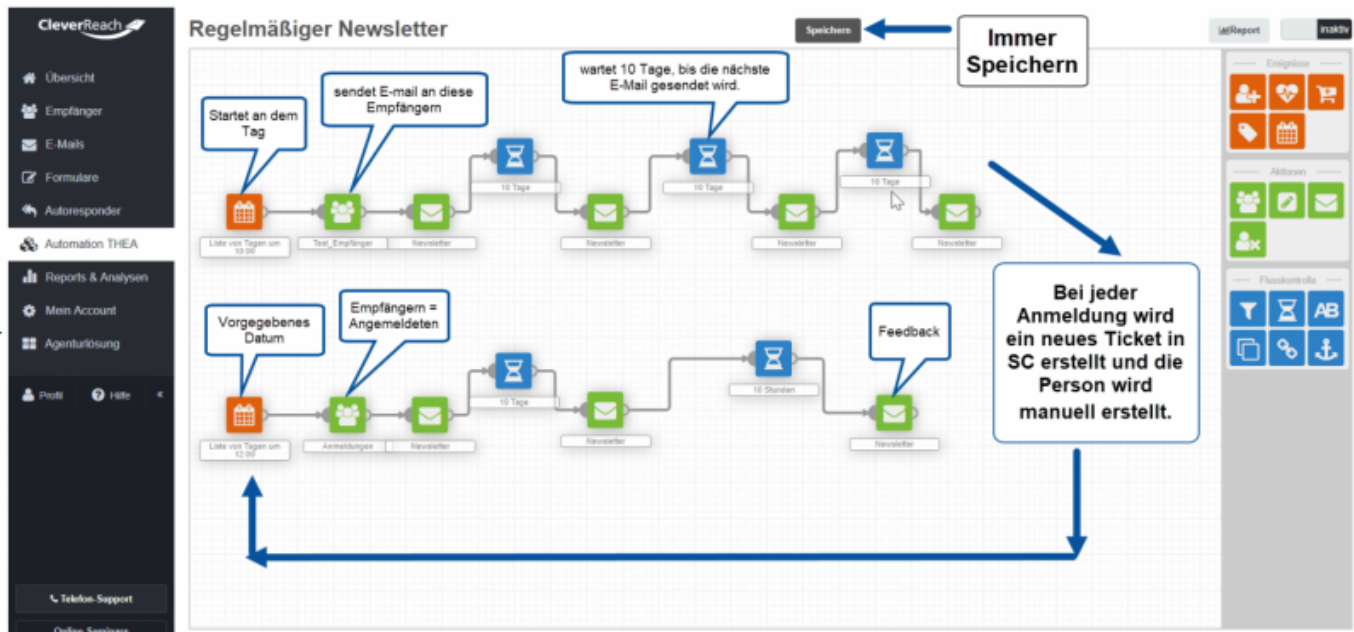 CleverReach
Regelmäßiger Newsletter
Speichern
Immer
Speichern
Report
inaktiv
Übersicht
Empfänger
E-Mails
Formulare
Autoresponder
Automation THEA
Reports & Analysen
Mein Account
Agenturlösung
Profil
Hilfe
Telefon-Support
Online-Seminare
Startet an dem
Tag
sendet E-mail an diese
Empfängern
wartet 10 Tage, bis die nächste
E-Mail gesendet wird.
10 Tage
10 Tage
10 Tage
Liste von Tagen um
10:00
Test_Empfänger
Newsletter
Newsletter
Newsletter
Newsletter
Vorgegebenes
Datum
Empfängern =
Angemeldeten
Feedback
10 Tage
18 Stunden
Liste von Tagen um
12:00
Anmeldungen
Newsletter
Newsletter
Newsletter
Bei jeder
Anmeldung wird
ein neues Ticket in
SC erstellt und die
Person wird
manuell erstellt.
Ereignisse
Aktionen
Flusskontrolle
AB